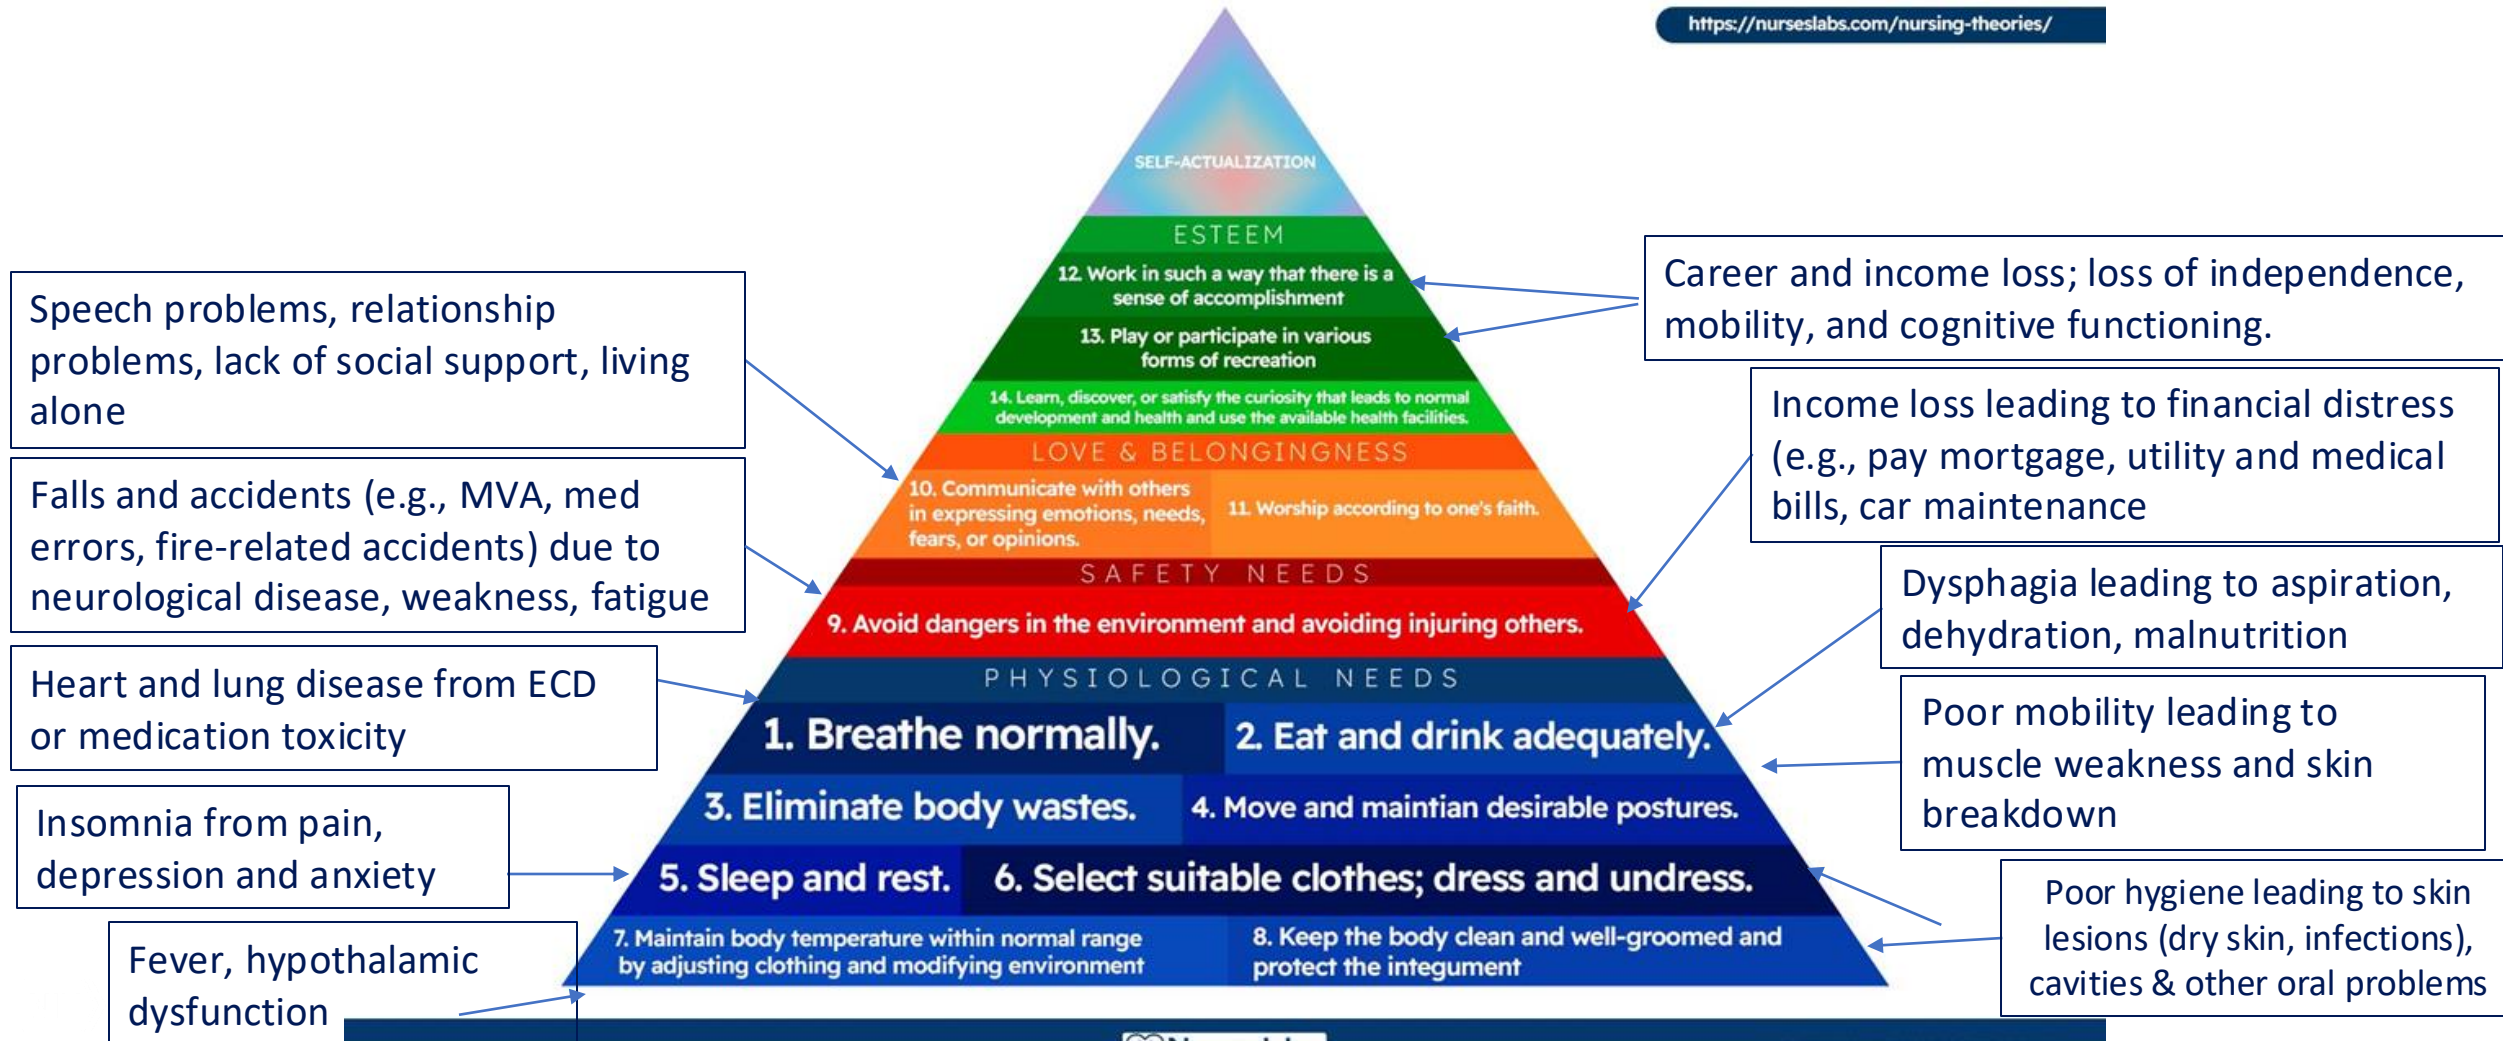 https://nurseslabs.com/nursing-theories/
SELF-ACTUALIZATION
ESTEEM
12. Work in such a way that there is a
sense of accomplishment
13. Play or participate in various
forms of recreation
14. Learn, discover, or satisfy the curiosity that leads to normal
development and health and use the available health facilities.
LOVE & BELONGINGNESS
10. Communicate with others
in expressing emotions, needs,
fears, or opinions.
11. Worship according to one's faith.
SAFETY NEEDS
9. Avoid dangers in the environment and avoiding injuring others.
PHYSIOLOGICAL NEEDS
1. Breathe normally.
2. Eat and drink adequately.
3. Eliminate body wastes.
4. Move and maintian desirable postures.
5. Sleep and rest.
6. Select suitable clothes; dress and undress.
7. Maintain body temperature within normal range
by adjusting clothing and modifying environment
8. Keep the body clean and well-groomed and
protect the integument
Speech problems, relationship
problems, lack of social support, living
alone
Falls and accidents (e.g., MVA, med
errors, fire-related accidents) due to
neurological disease, weakness, fatigue
Heart and lung disease from ECD
or medication toxicity
Insomnia from pain,
depression and anxiety
Fever, hypothalamic
dysfunction
Career and income loss; loss of independence,
mobility, and cognitive functioning.
Income loss leading to financial distress
(e.g., pay mortgage, utility and medical
bills, car maintenance
Dysphagia leading to aspiration,
dehydration, malnutrition
Poor mobility leading to
muscle weakness and skin
breakdown
Poor hygiene leading to skin
lesions (dry skin, infections),
cavities & other oral problems